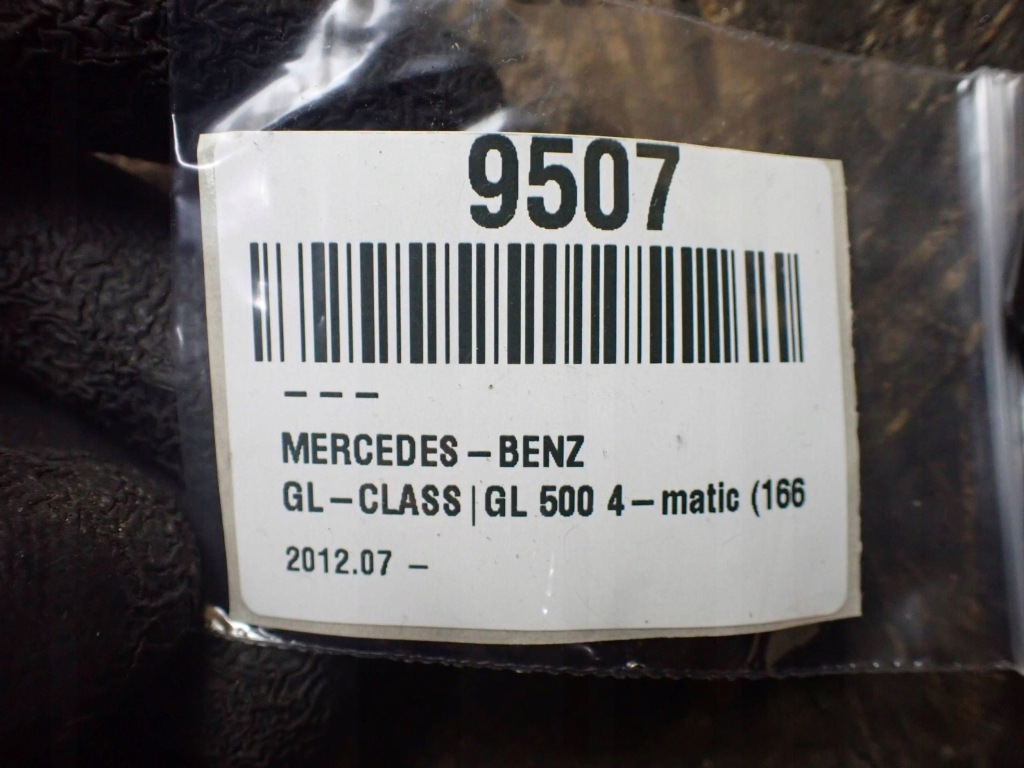 9507
---
MERCEDES-BENZ
GL-CLASS|GL 500 4-matic (166
2012.07 -